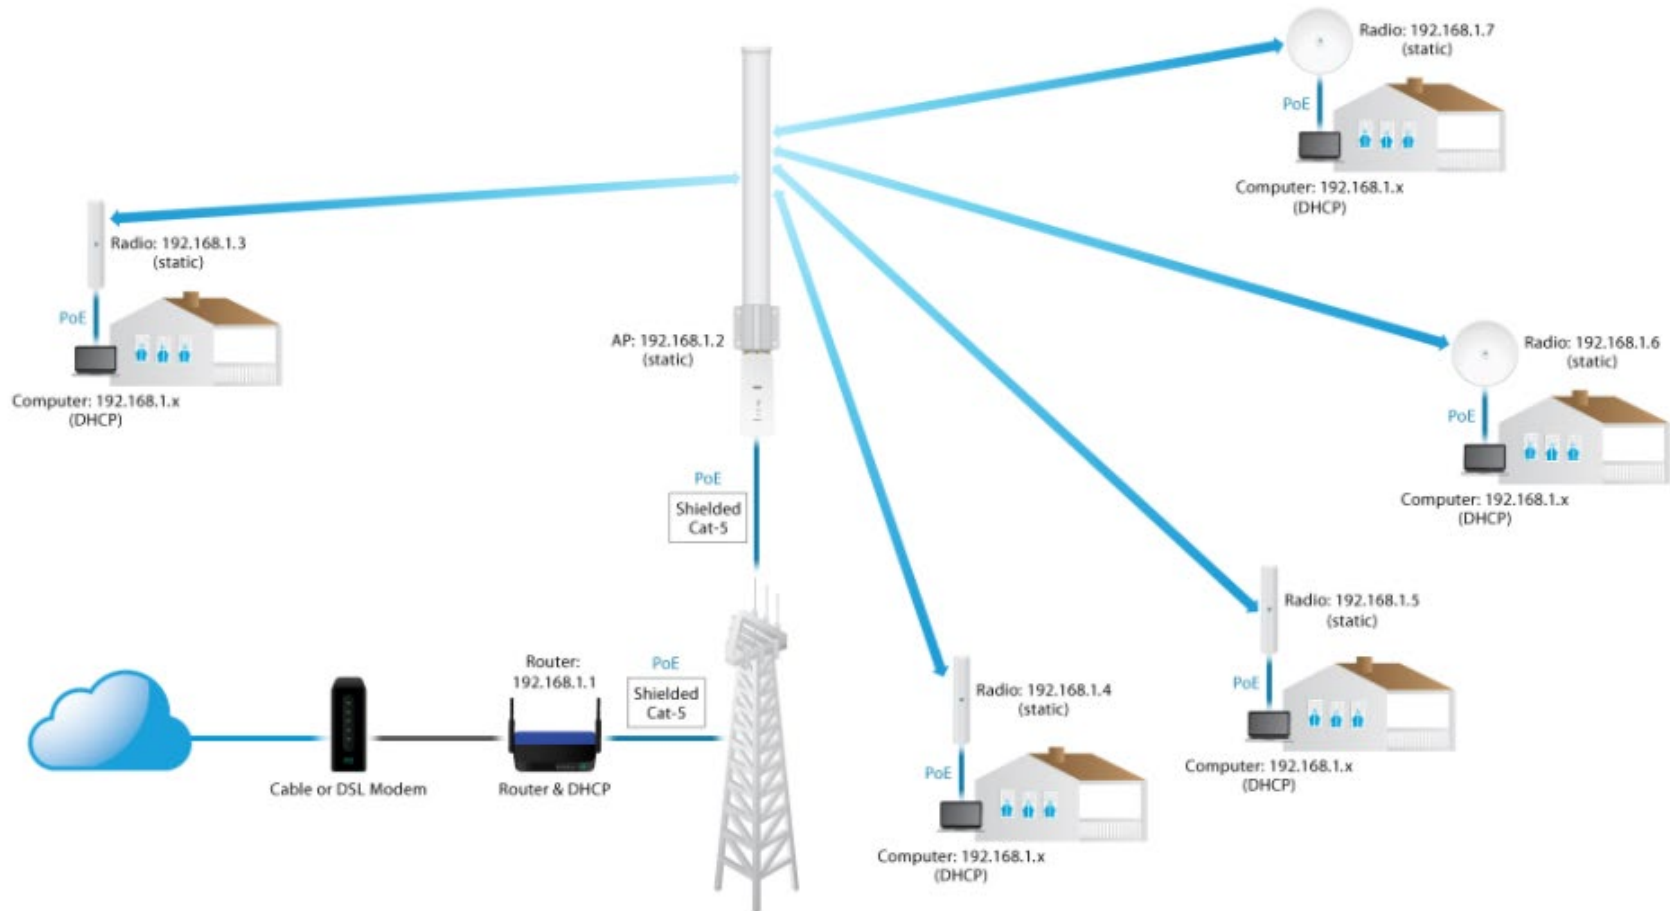 Radio: 192.168.1.7
(static)
PoE
Computer: 192.168.1.x
(DHCP)
Radio: 192.168.1.3
(static)
PoE
Computer: 192.168.1.x
(DHCP)
AP: 192.168.1.2
(static)
Radio: 192.168.1.6
(static)
PoE
Computer: 192.168.1.x
(DHCP)
PoE
Shielded
Cat-5
Radio: 192.168.1.5
(static)
PoE
Computer: 192.168.1.x
(DHCP)
Router:
192.168.1.1
PoE
Shielded
Cat-5
Cable or DSL Modem
Router & DHCP
Radio: 192.168.1.4
(static)
PoE
Computer: 192.168.1.x
(DHCP)